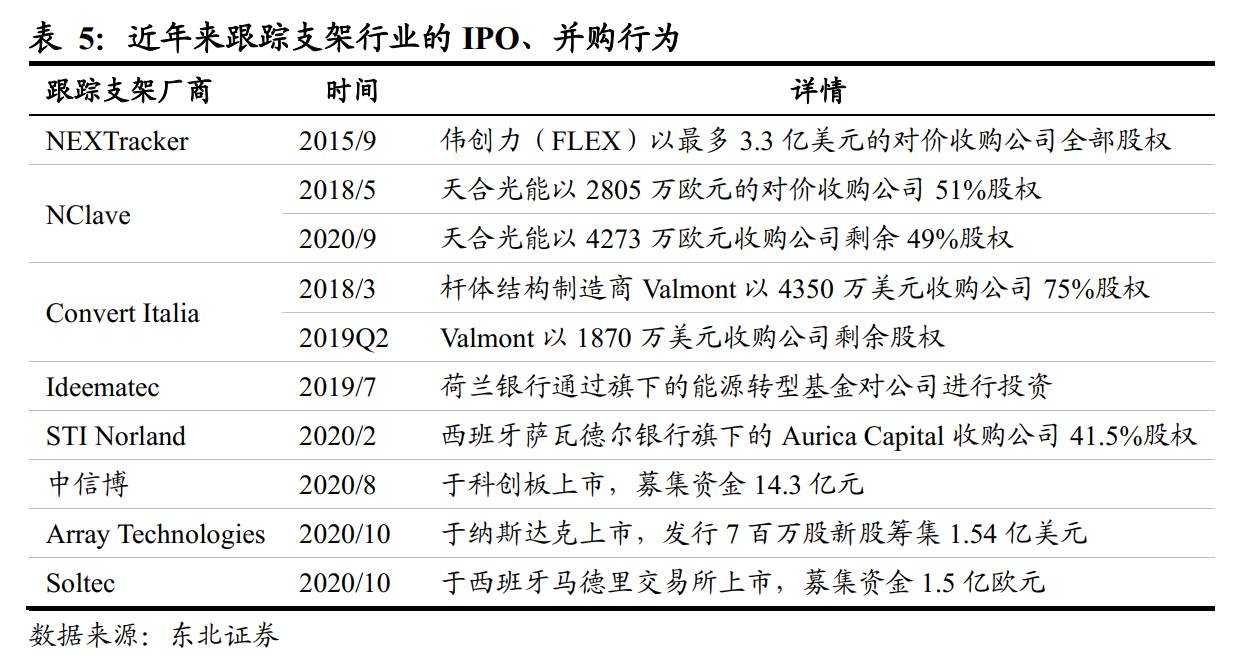 表 5：近年来跟踪支架行业的 IPO、并购行为
跟踪支架厂商 时间 详情
NEXTracker 2015/9 伟创力（FLEX）以最多 3.3 亿美元的对价收购公司全部股权
NClave 2018/5 天合光能以 2805 万欧元的对价收购公司 51%股权
2020/9 天合光能以 4273 万欧元收购公司剩余 49%股权
Convert Italia 2018/3 杆体结构制造商 Valmont 以 4350 万美元收购公司 75%股权
2019Q2 Valmont 以 1870 万美元收购公司剩余股权
Ideematec 2019/7 荷兰银行通过旗下的能源转型基金对公司进行投资
STI Norland 2020/2 西班牙萨瓦德尔银行旗下的 Aurica Capital 收购公司 41.5%股权
中信博 2020/8 于科创板上市，募集资金 14.3 亿元
Array Technologies 2020/10 于纳斯达克上市，发行 7 百万股新股筹集 1.54 亿美元
Soltec 2020/10 于西班牙马德里交易所上市，募集资金 1.5 亿欧元
数据来源：东北证券